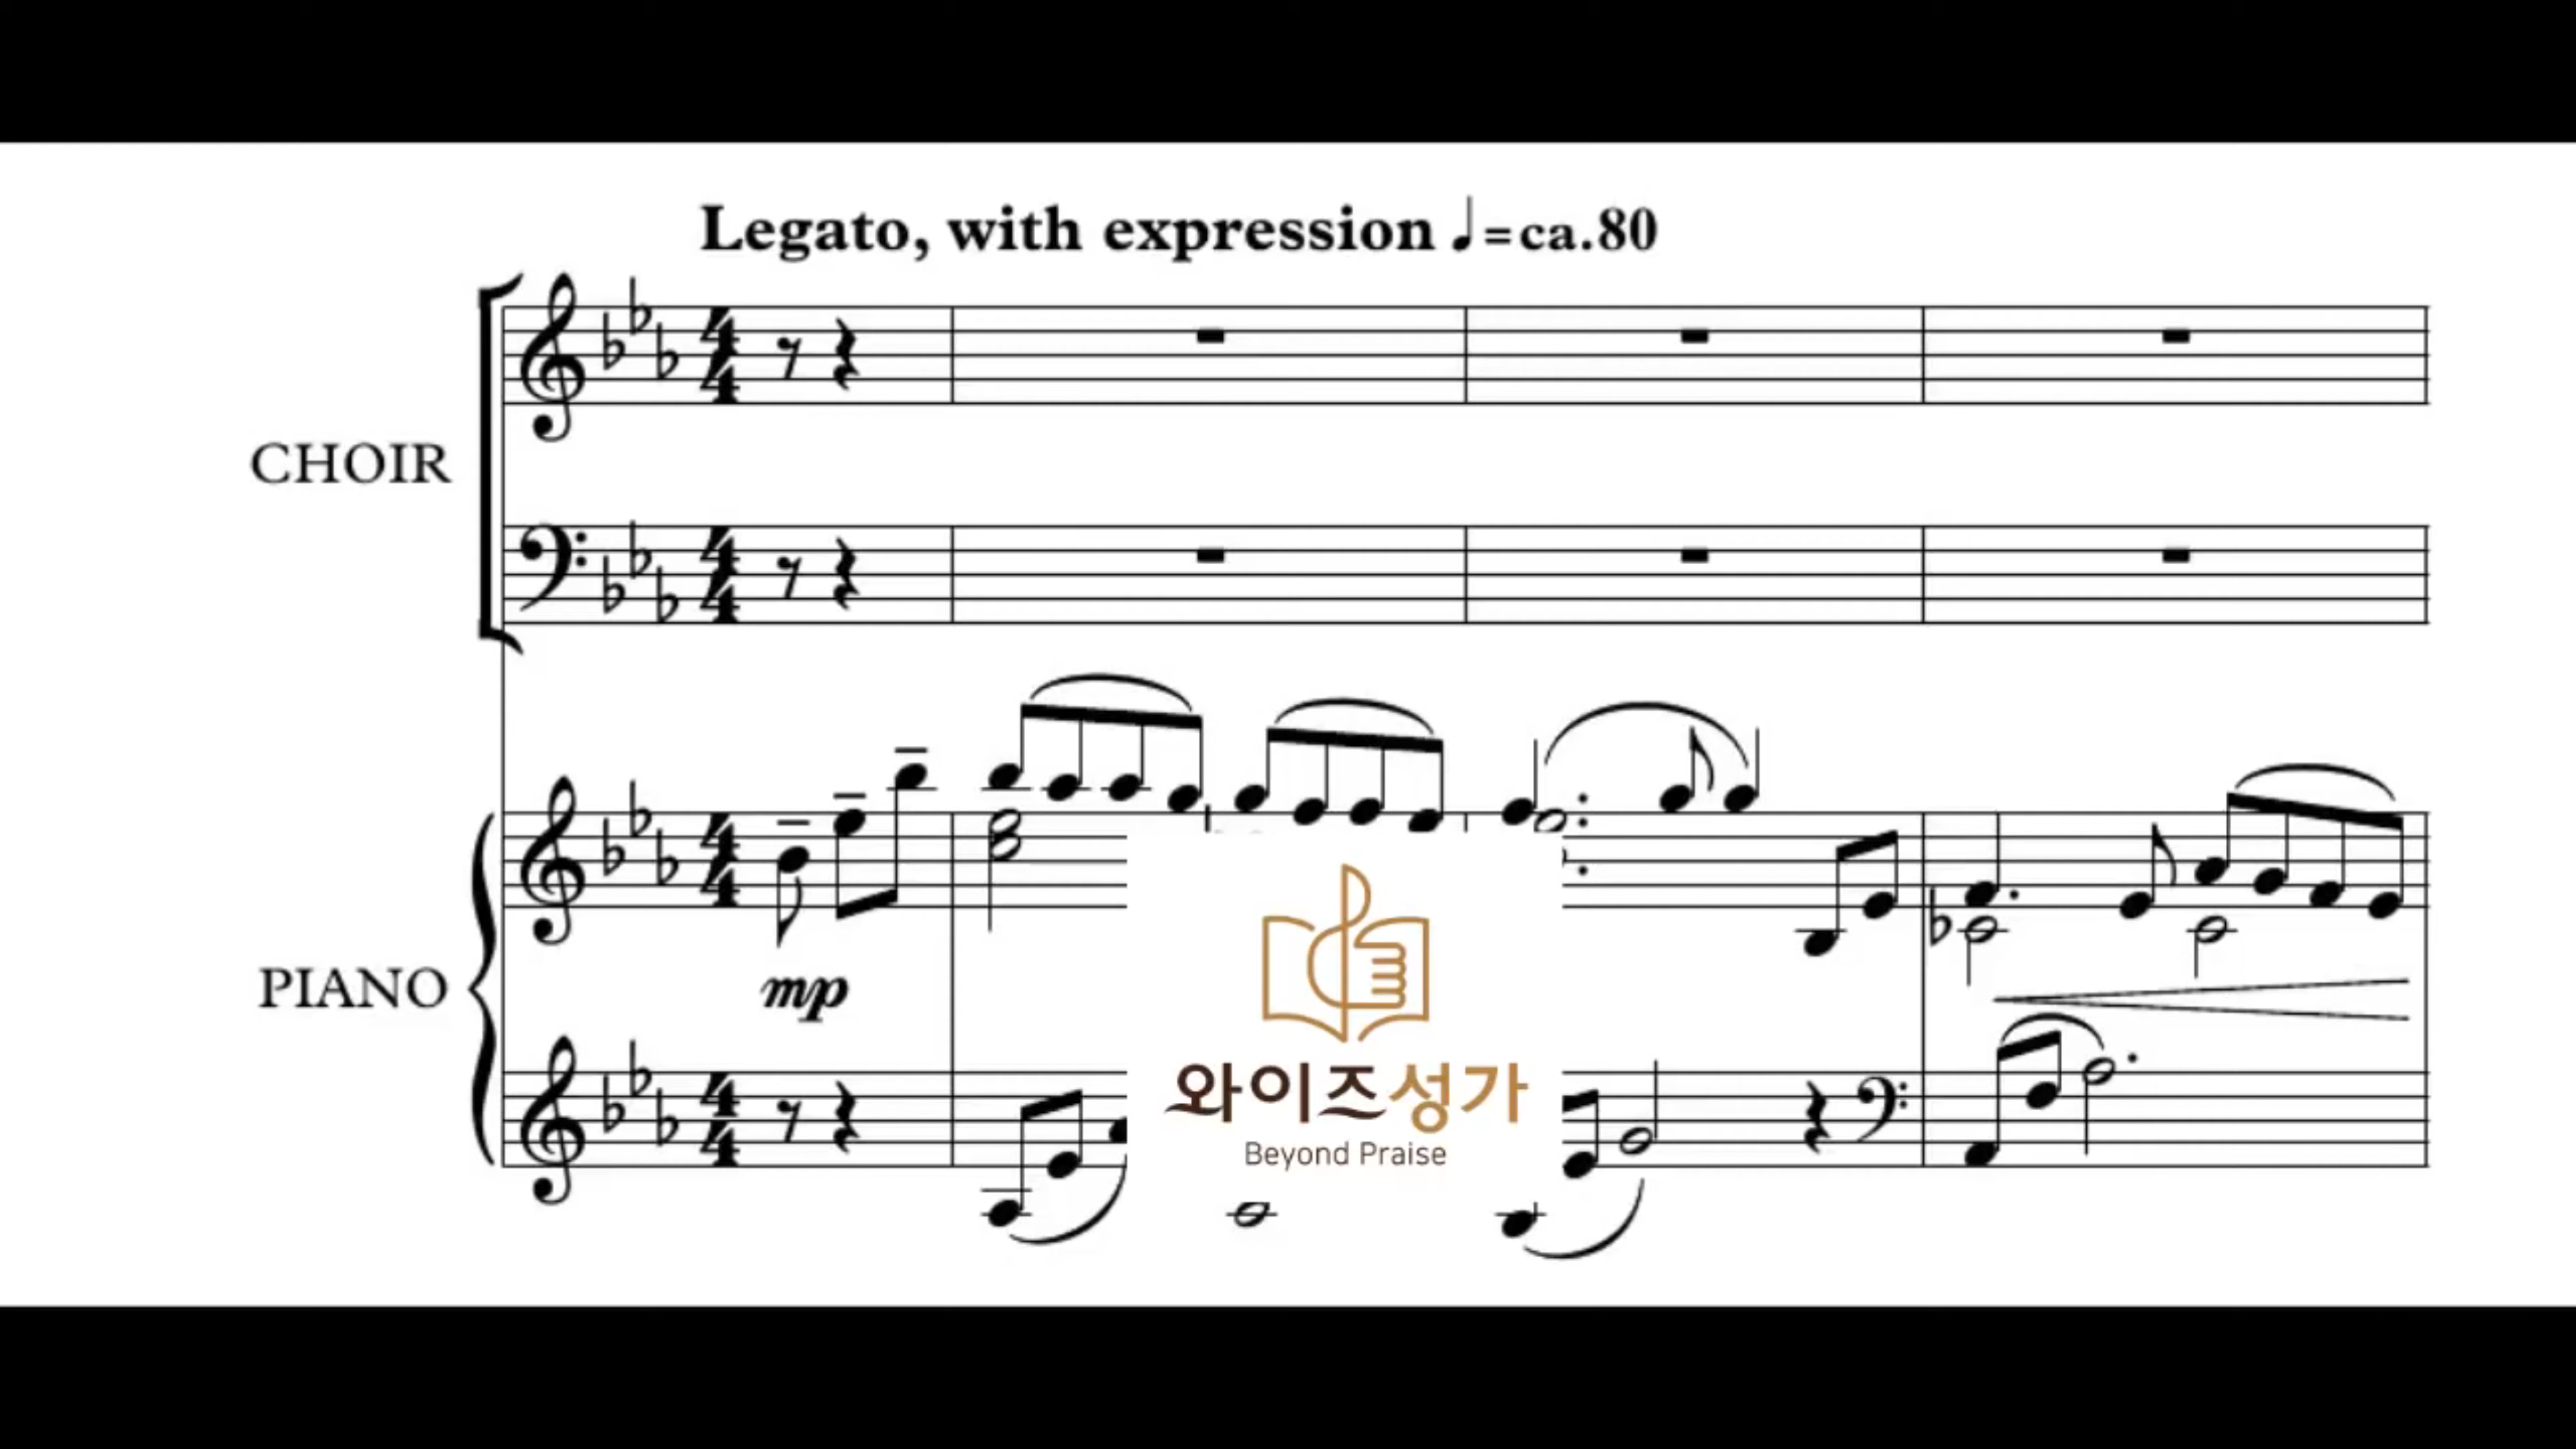 Legato, with expression ♩=ca.80
CHOIR
PIANO
mp
와이즈성가
Beyond Praise